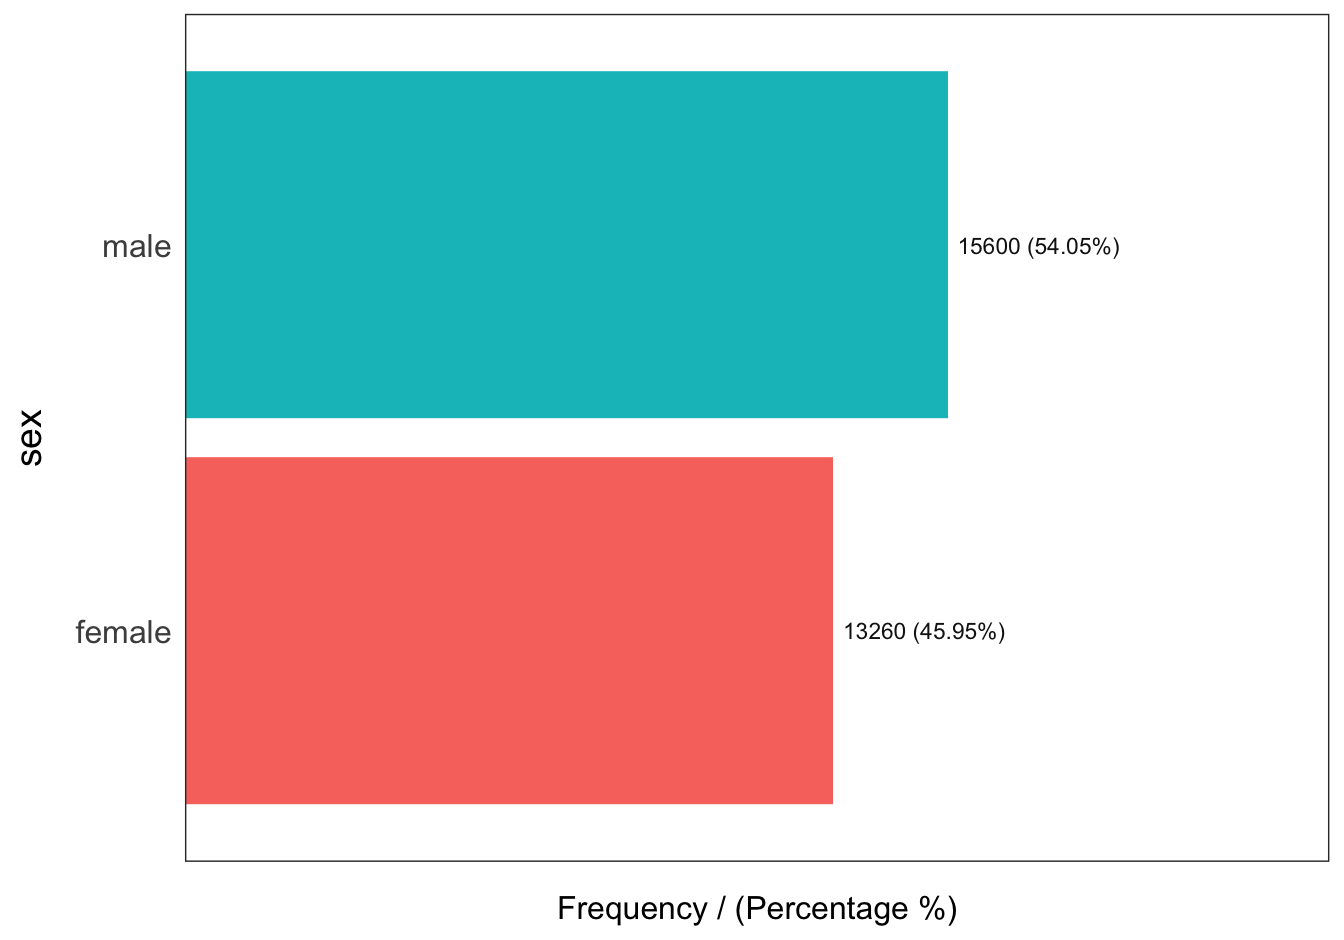 male
15600 (54.05%)
sex
female
13260 (45.95%)
Frequency / (Percentage %)